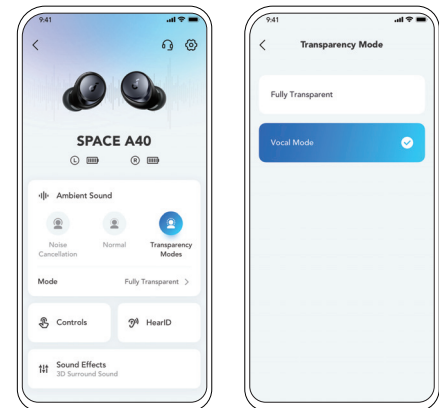 9:41
SPACE A40
L
R
Ambient Sound
Noise
Cancellation
Normal
Transparency
Modes
Mode
Fully Transparent >
Controls
HearID
Sound Effects
3D Surround Sound
9:41
Transparency Mode
Fully Transparent
Vocal Mode